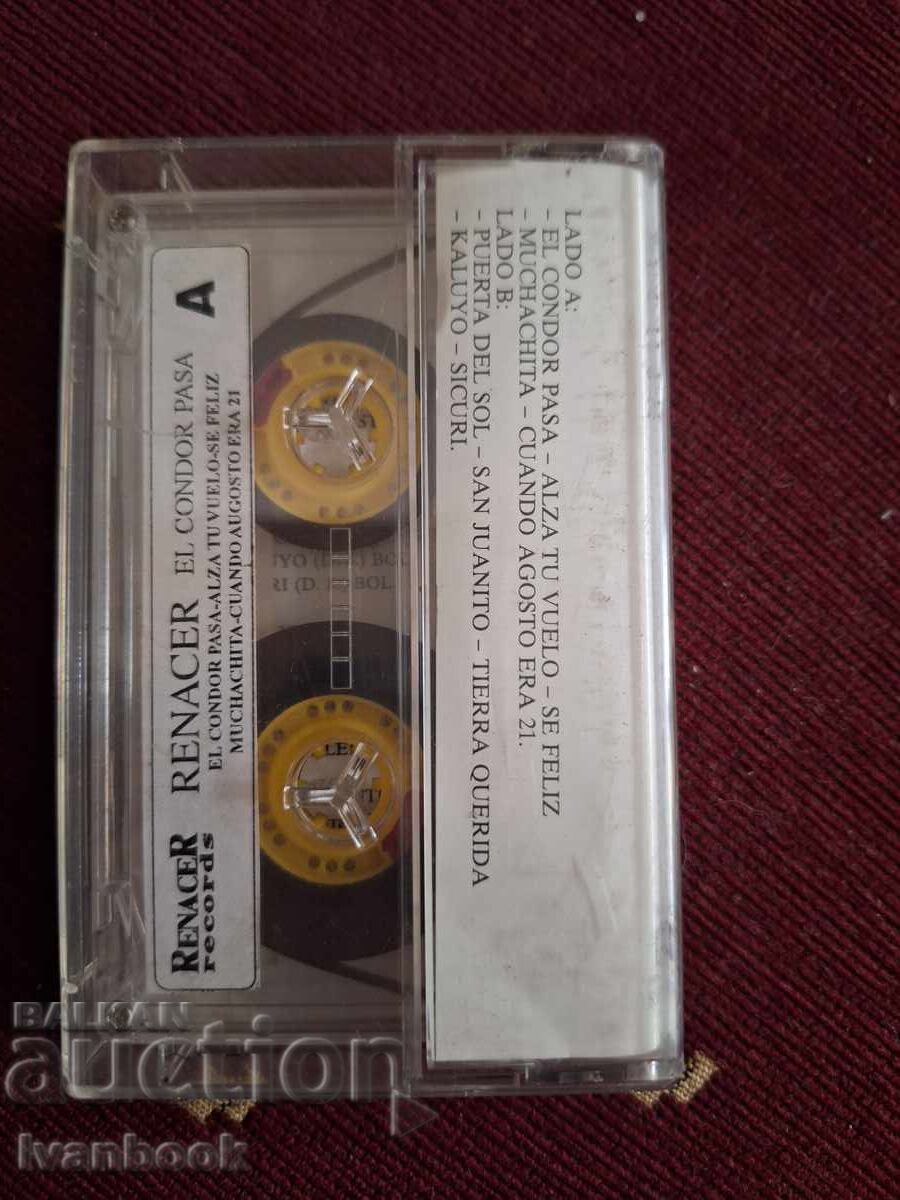 LADO A:
- EL CONDOR PASA – ALZA TU VUELO – SE FELIZ
- MUCHACHITA – CUANDO AGOSTO ERA 21.
LADO B:
- PUERTA DEL SOL – SAN JUANITO – TIERRA QUERIDA
- KALUYO – SICURI.
RENACER records
RENACER EL CONDOR PASA
EL CONDOR PASA-ALZA TU VUELO-SE FELIZ
MUCHACHITA-CUANDO AUGOSTO ERA 21
A
BOL.
BALKAN
auction
Ivanbook